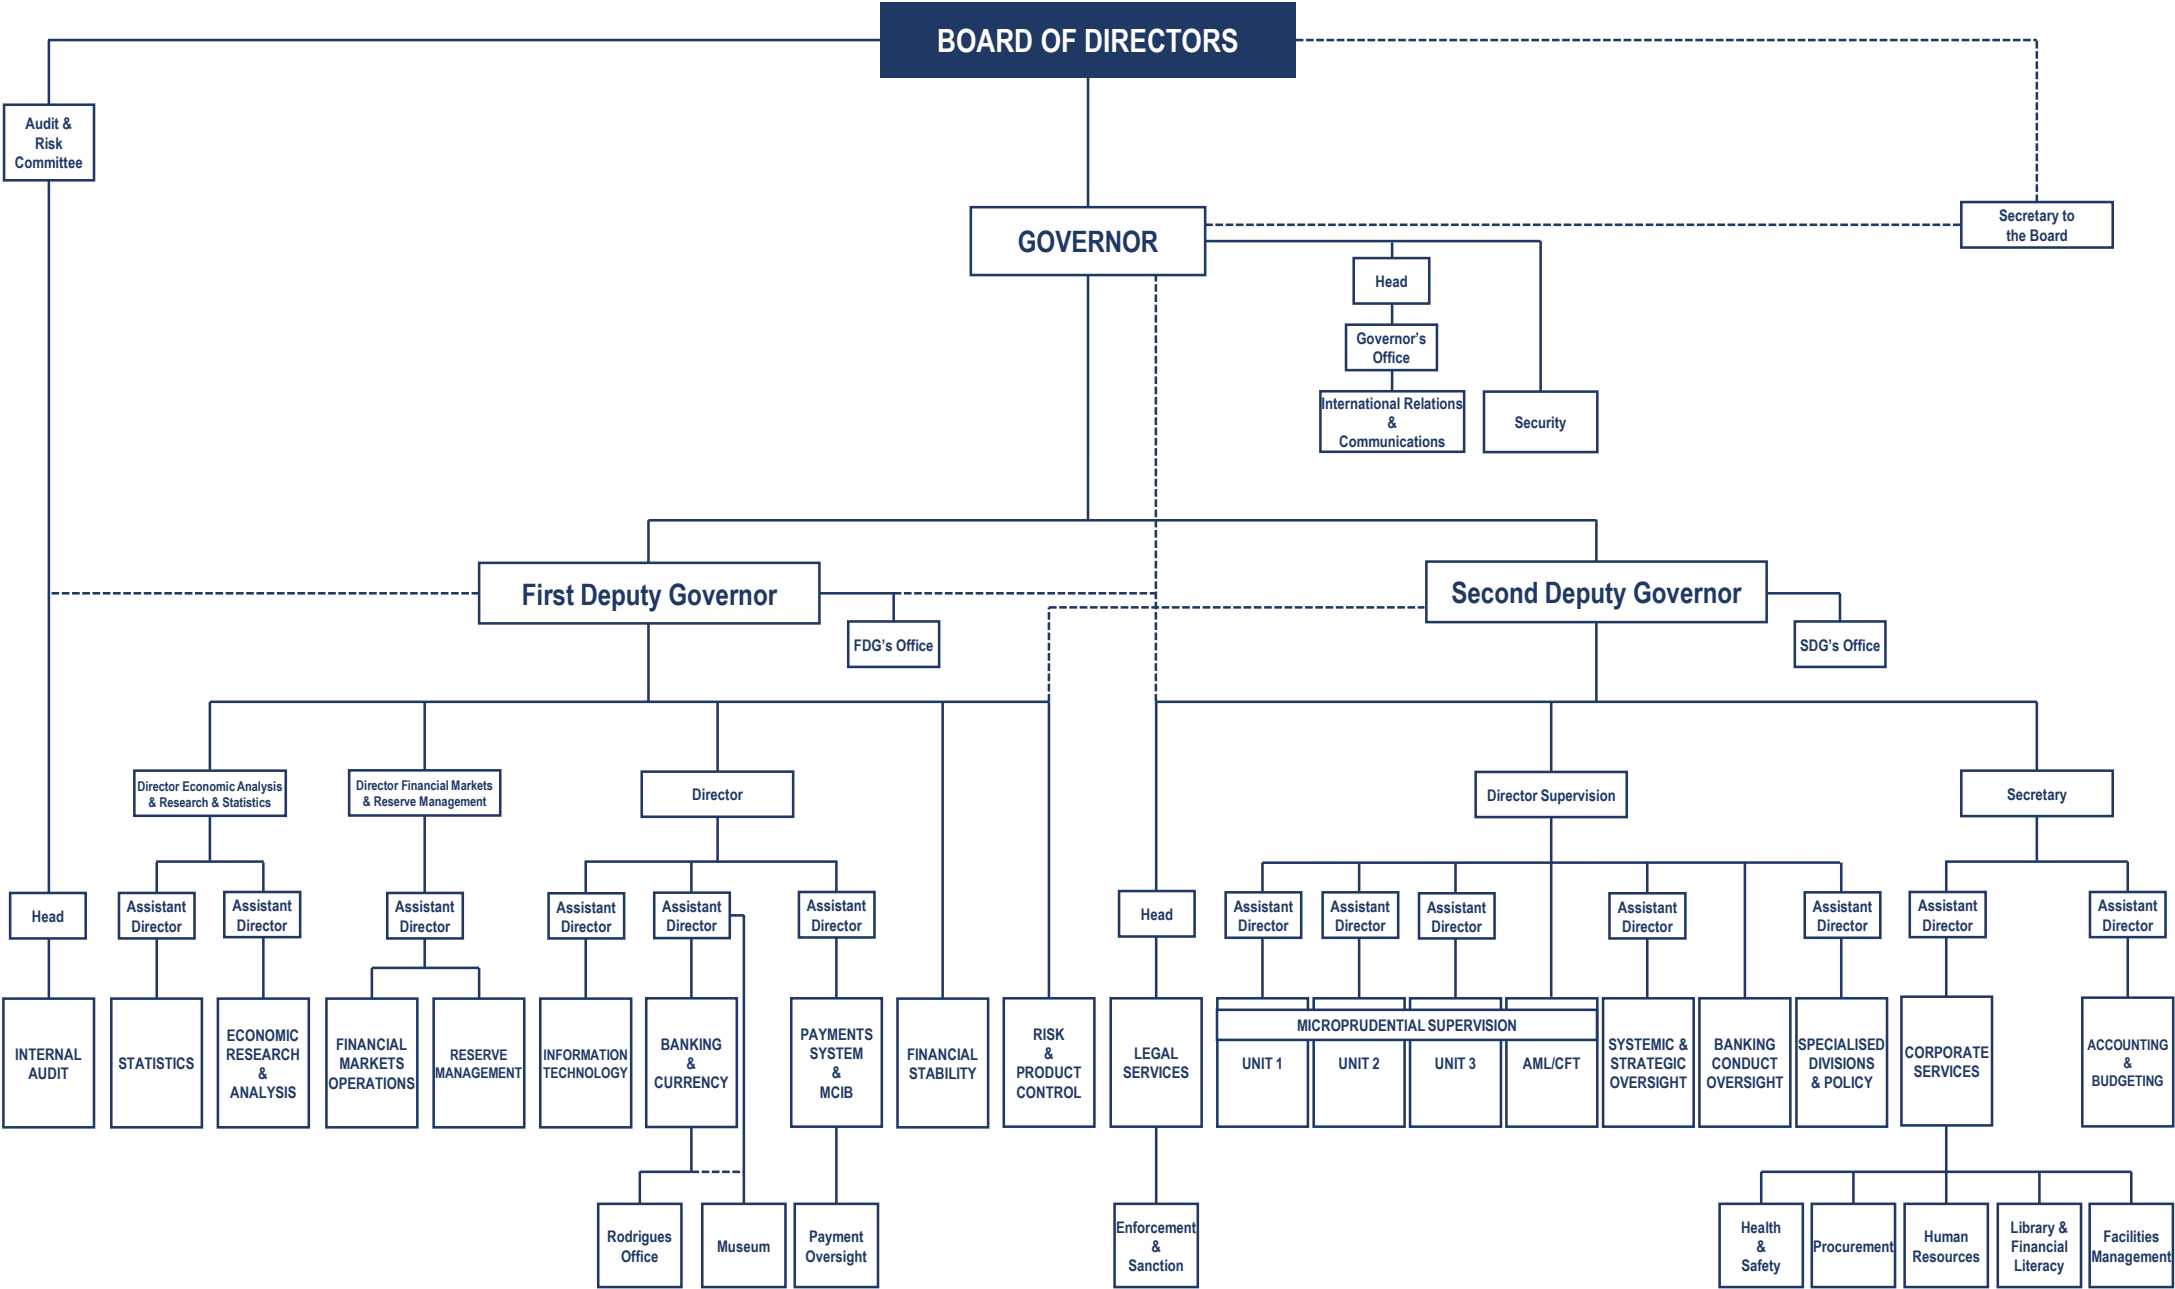 BOARD OF DIRECTORS
Audit &
Risk
Committee
Secretary to
the Board
GOVERNOR
Head
Governor's
Office
International Relations
&
Communications
Security
First Deputy Governor
FDG's Office
Second Deputy Governor
SDG's Office
Director Economic Analysis
& Research & Statistics
Director Financial Markets
& Reserve Management
Director
Director Supervision
Secretary
Head
Assistant
Director
Assistant
Director
Assistant
Director
Assistant
Director
Assistant
Director
Assistant
Director
Head
Assistant
Director
Assistant
Director
Assistant
Director
Assistant
Director
Assistant
Director
Assistant
Director
Assistant
Director
INTERNAL
AUDIT
STATISTICS
ECONOMIC
RESEARCH
&
ANALYSIS
FINANCIAL
MARKETS
OPERATIONS
RESERVE
MANAGEMENT
INFORMATION
TECHNOLOGY
BANKING
&
CURRENCY
PAYMENTS
SYSTEM
&
MCIB
FINANCIAL
STABILITY
RISK
&
PRODUCT
CONTROL
LEGAL
SERVICES
MICROPRUDENTIAL SUPERVISION
UNIT 1
UNIT 2
UNIT 3
AML/CFT
SYSTEMIC &
STRATEGIC
OVERSIGHT
BANKING
CONDUCT
OVERSIGHT
SPECIALISED
DIVISIONS
& POLICY
CORPORATE
SERVICES
ACCOUNTING
&
BUDGETING
Rodrigues
Office
Museum
Payment
Oversight
Enforcement
&
Sanction
Health
&
Safety
Procurement
Human
Resources
Library &
Financial
Literacy
Facilities
Management